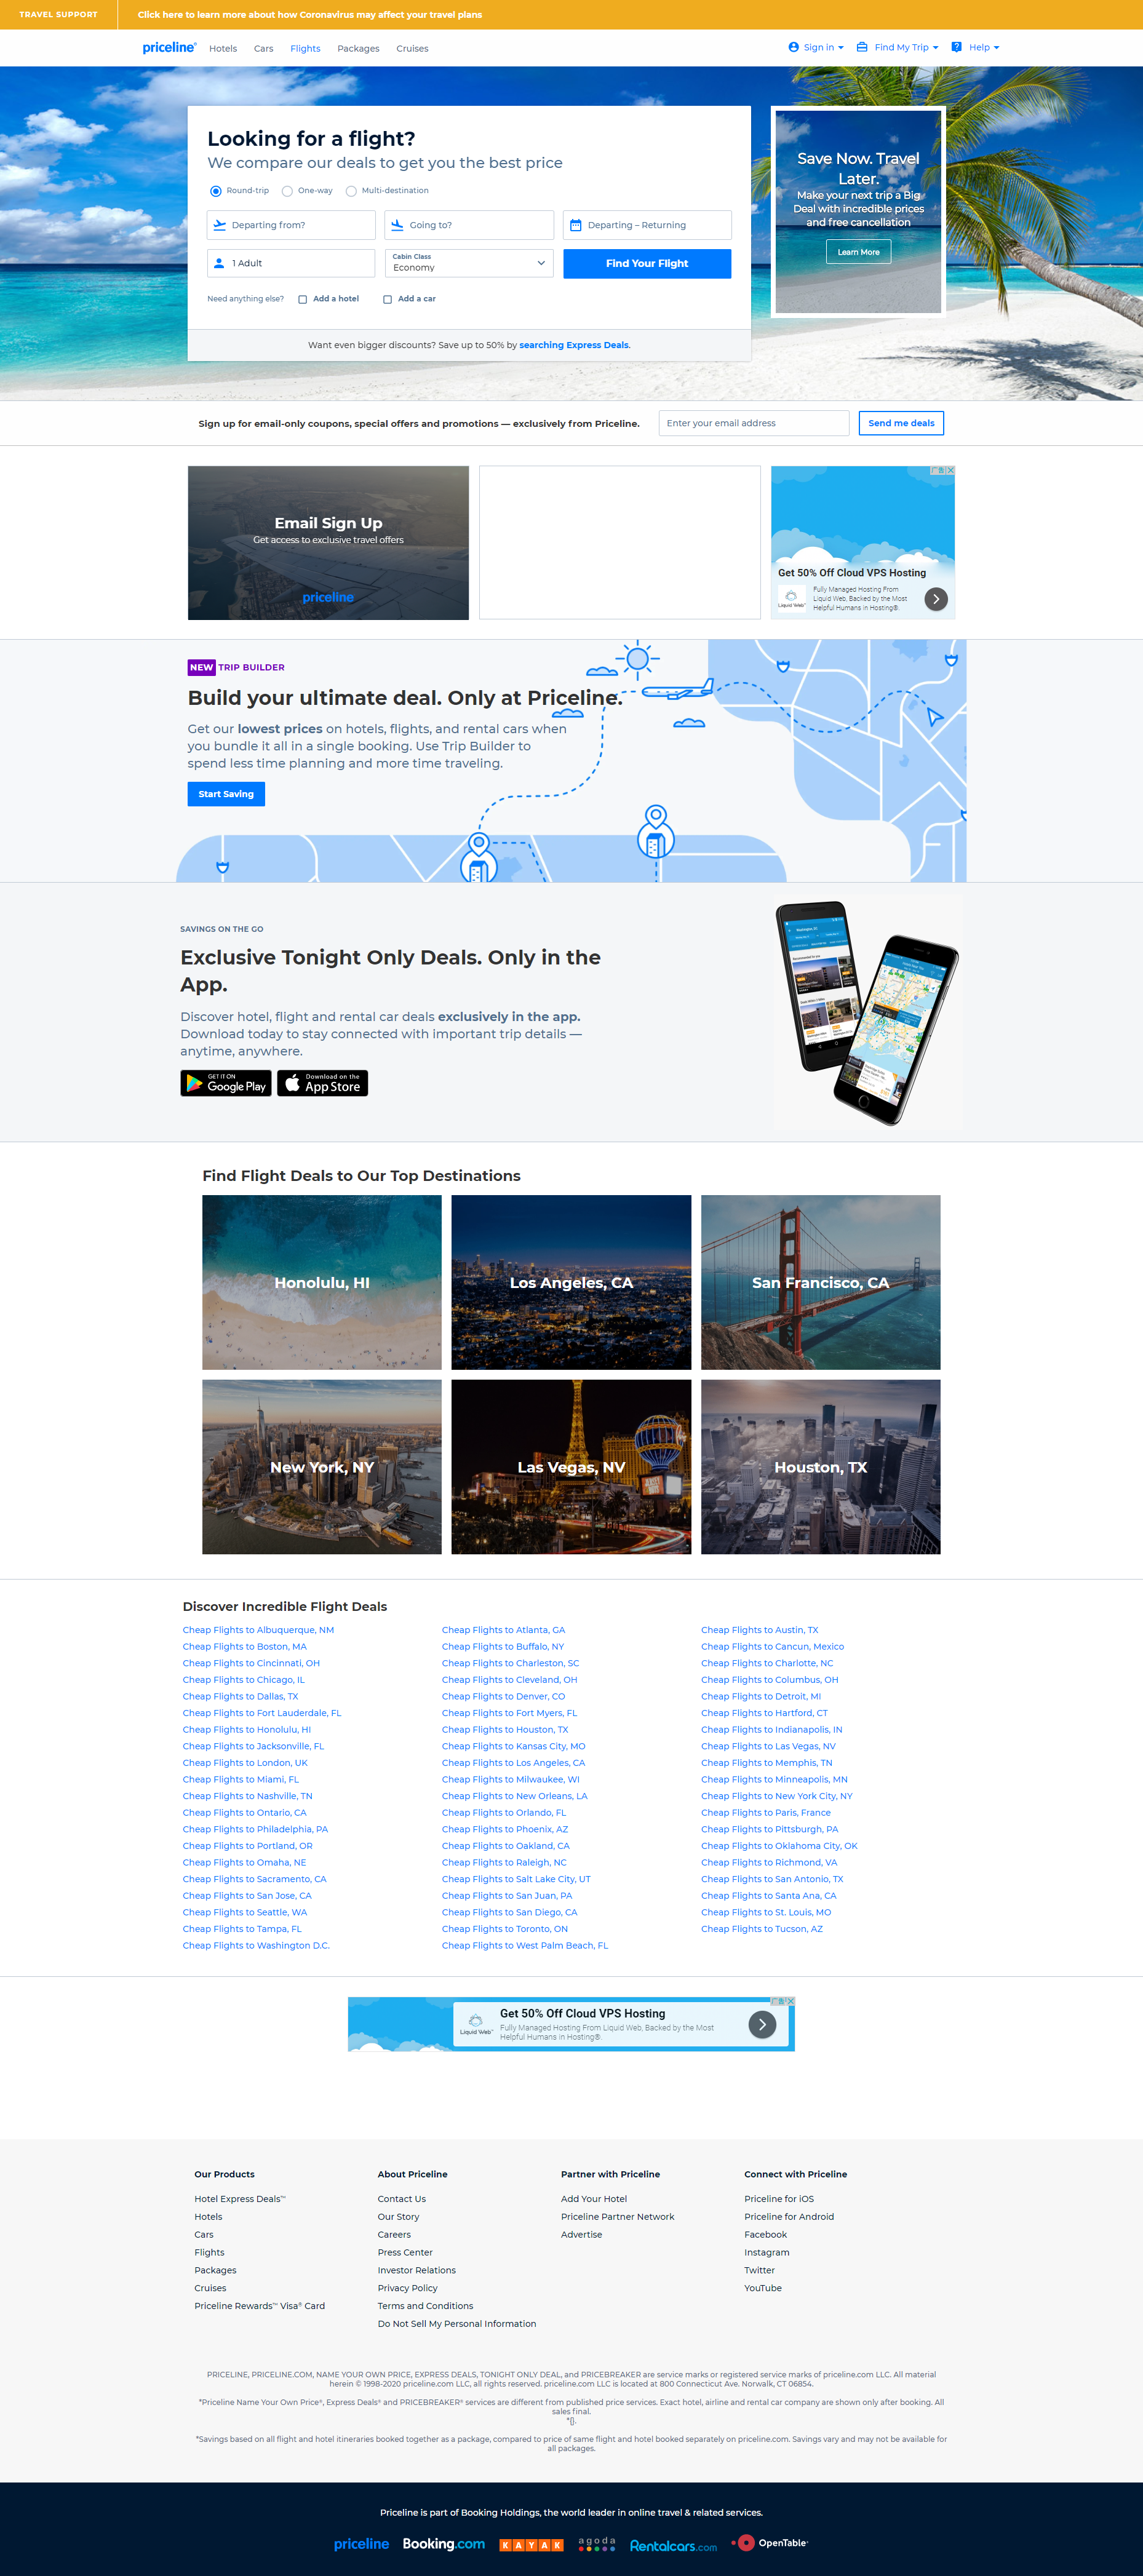 TRAVEL SUPPORT
Click here to learn more about how Coronavirus may affect your travel plans
priceline®
Hotels
Cars
Flights
Packages
Cruises
Sign in
Find My Trip
Help
Looking for a flight?
We compare our deals to get you the best price
Round-trip
One-way
Multi-destination
Departing from?
Going to?
Departing – Returning
1 Adult
Cabin Class
Economy
Find Your Flight
Need anything else?
Add a hotel
Add a car
Want even bigger discounts? Save up to 50% by searching Express Deals.
Save Now. Travel
Later.
Make your next trip a Big
Deal with incredible prices
and free cancellation
Learn More
Sign up for email-only coupons, special offers and promotions — exclusively from Priceline.
Enter your email address
Send me deals
Email Sign Up
Get access to exclusive travel offers
priceline
Get 50% Off Cloud VPS Hosting
Liquid Web™
Fully Managed Hosting From
Liquid Web, Backed by the Most
Helpful Humans in Hosting®.
NEW TRIP BUILDER
Build your ultimate deal. Only at Priceline.
Get our lowest prices on hotels, flights, and rental cars when
you bundle it all in a single booking. Use Trip Builder to
spend less time planning and more time traveling.
Start Saving
SAVINGS ON THE GO
Exclusive Tonight Only Deals. Only in the
App.
Discover hotel, flight and rental car deals exclusively in the app.
Download today to stay connected with important trip details —
anytime, anywhere.
GET IT ON
Google Play
Download on the
App Store
Find Flight Deals to Our Top Destinations
Honolulu, HI
Los Angeles, CA
San Francisco, CA
New York, NY
Las Vegas, NV
Houston, TX
Discover Incredible Flight Deals
Cheap Flights to Albuquerque, NM
Cheap Flights to Atlanta, GA
Cheap Flights to Austin, TX
Cheap Flights to Boston, MA
Cheap Flights to Buffalo, NY
Cheap Flights to Cancun, Mexico
Cheap Flights to Cincinnati, OH
Cheap Flights to Charleston, SC
Cheap Flights to Charlotte, NC
Cheap Flights to Chicago, IL
Cheap Flights to Cleveland, OH
Cheap Flights to Columbus, OH
Cheap Flights to Dallas, TX
Cheap Flights to Denver, CO
Cheap Flights to Detroit, MI
Cheap Flights to Fort Lauderdale, FL
Cheap Flights to Fort Myers, FL
Cheap Flights to Hartford, CT
Cheap Flights to Honolulu, HI
Cheap Flights to Houston, TX
Cheap Flights to Indianapolis, IN
Cheap Flights to Jacksonville, FL
Cheap Flights to Kansas City, MO
Cheap Flights to Las Vegas, NV
Cheap Flights to London, UK
Cheap Flights to Los Angeles, CA
Cheap Flights to Memphis, TN
Cheap Flights to Miami, FL
Cheap Flights to Milwaukee, WI
Cheap Flights to Minneapolis, MN
Cheap Flights to Nashville, TN
Cheap Flights to New Orleans, LA
Cheap Flights to New York City, NY
Cheap Flights to Ontario, CA
Cheap Flights to Orlando, FL
Cheap Flights to Paris, France
Cheap Flights to Philadelphia, PA
Cheap Flights to Phoenix, AZ
Cheap Flights to Pittsburgh, PA
Cheap Flights to Portland, OR
Cheap Flights to Oakland, CA
Cheap Flights to Oklahoma City, OK
Cheap Flights to Omaha, NE
Cheap Flights to Raleigh, NC
Cheap Flights to Richmond, VA
Cheap Flights to Sacramento, CA
Cheap Flights to Salt Lake City, UT
Cheap Flights to San Antonio, TX
Cheap Flights to San Jose, CA
Cheap Flights to San Juan, PA
Cheap Flights to Santa Ana, CA
Cheap Flights to Seattle, WA
Cheap Flights to San Diego, CA
Cheap Flights to St. Louis, MO
Cheap Flights to Tampa, FL
Cheap Flights to Toronto, ON
Cheap Flights to Tucson, AZ
Cheap Flights to Washington D.C.
Cheap Flights to West Palm Beach, FL
Liquid Web™
Get 50% Off Cloud VPS Hosting
Fully Managed Hosting From Liquid Web, Backed by the Most
Helpful Humans in Hosting®.
Our Products
Hotel Express Deals™
Hotels
Cars
Flights
Packages
Cruises
Priceline Rewards™ Visa® Card
About Priceline
Contact Us
Our Story
Careers
Press Center
Investor Relations
Privacy Policy
Terms and Conditions
Do Not Sell My Personal Information
Partner with Priceline
Add Your Hotel
Priceline Partner Network
Advertise
Connect with Priceline
Priceline for iOS
Priceline for Android
Facebook
Instagram
Twitter
YouTube
PRICELINE, PRICELINE.COM, NAME YOUR OWN PRICE, EXPRESS DEALS, TONIGHT ONLY DEAL, and PRICEBREAKER are service marks or registered service marks of priceline.com LLC. All material
herein © 1998-2020 priceline.com LLC, all rights reserved. priceline.com LLC is located at 800 Connecticut Ave. Norwalk, CT 06854.
*Priceline Name Your Own Price®, Express Deals® and PRICEBREAKER® services are different from published price services. Exact hotel, airline and rental car company are shown only after booking. All
sales final.
*{}.
*Savings based on all flight and hotel itineraries booked together as a package, compared to price of same flight and hotel booked separately on priceline.com. Savings vary and may not be available for
all packages.
Priceline is part of Booking Holdings, the world leader in online travel & related services.
priceline
Booking.com
KAYAK
agoda
Rentalcars.com
OpenTable